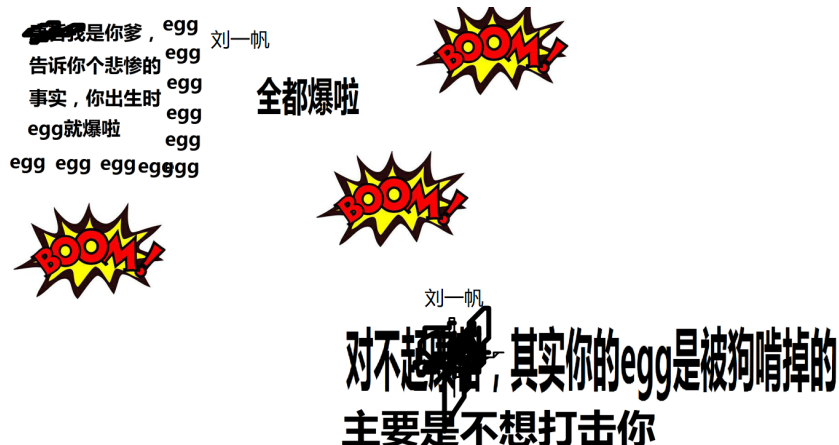 我是你爹，
告诉你个悲惨的
事实，你出生时
egg就爆啦
egg
egg
egg
egg
egg
egg egg egg egg egg
刘一帆
全都爆啦
BOOM!
BOOM!
BOOM!
刘一帆
对不起，其实你的egg是被狗啃掉的
主要是不想打击你